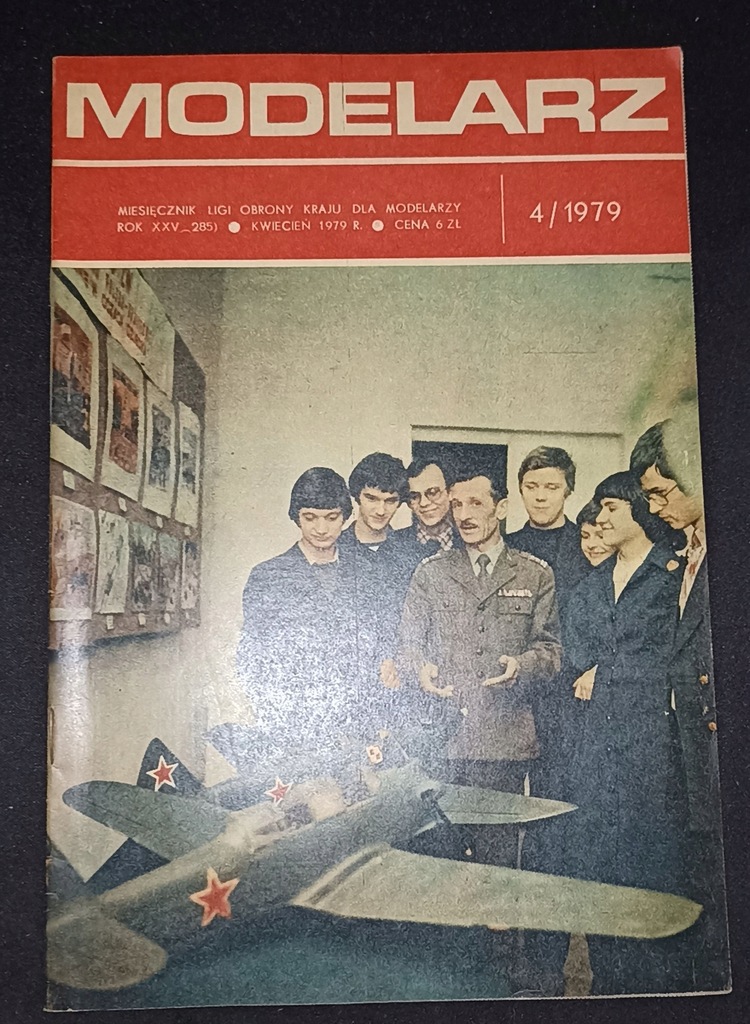 MODELARZ
MIESIĘCZNIK LIGI OBRONY KRAJU DLA MODELARZY
ROK XXV 285) ● KWIECIEŃ 1979 R. ● CENA 6 ZŁ
4/1979